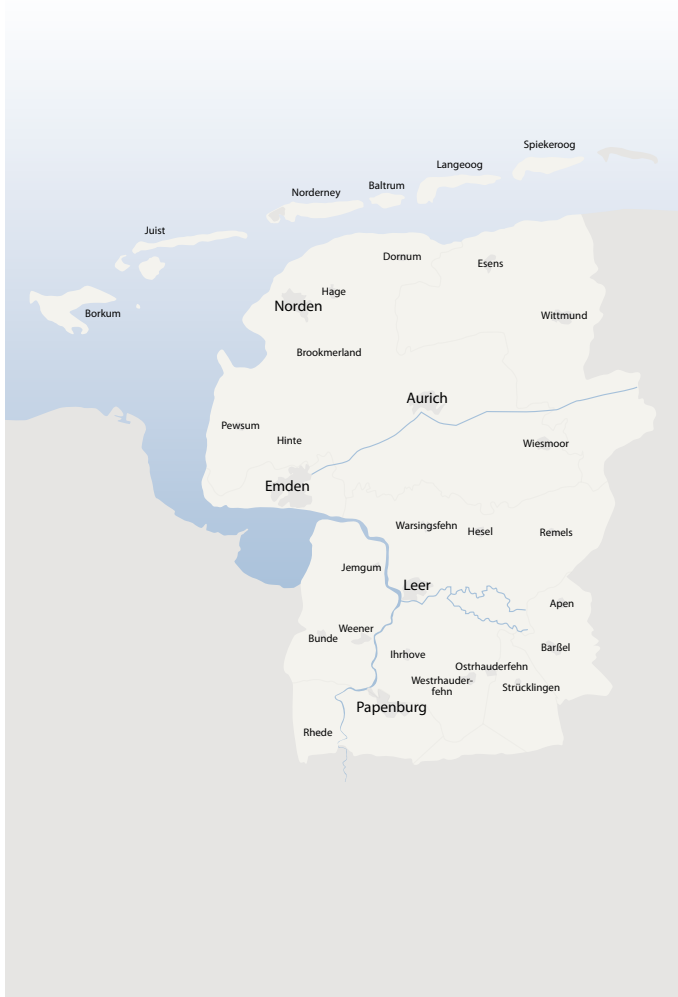 Spiekeroog
Langeoog
Baltrum
Norderney
Juist
Dornum
Esens
Hage
Norden
Borkum
Wittmund
Brookmerland
Aurich
Pewsum
Hinte
Wiesmoor
Emden
Warsingsfehn
Hesel
Remels
Jemgum
Leer
Apen
Weener
Bunde
Barßel
Ihrhove
Ostrhauderfehn
Westrhauder-
fehn
Strücklingen
Papenburg
Rhede